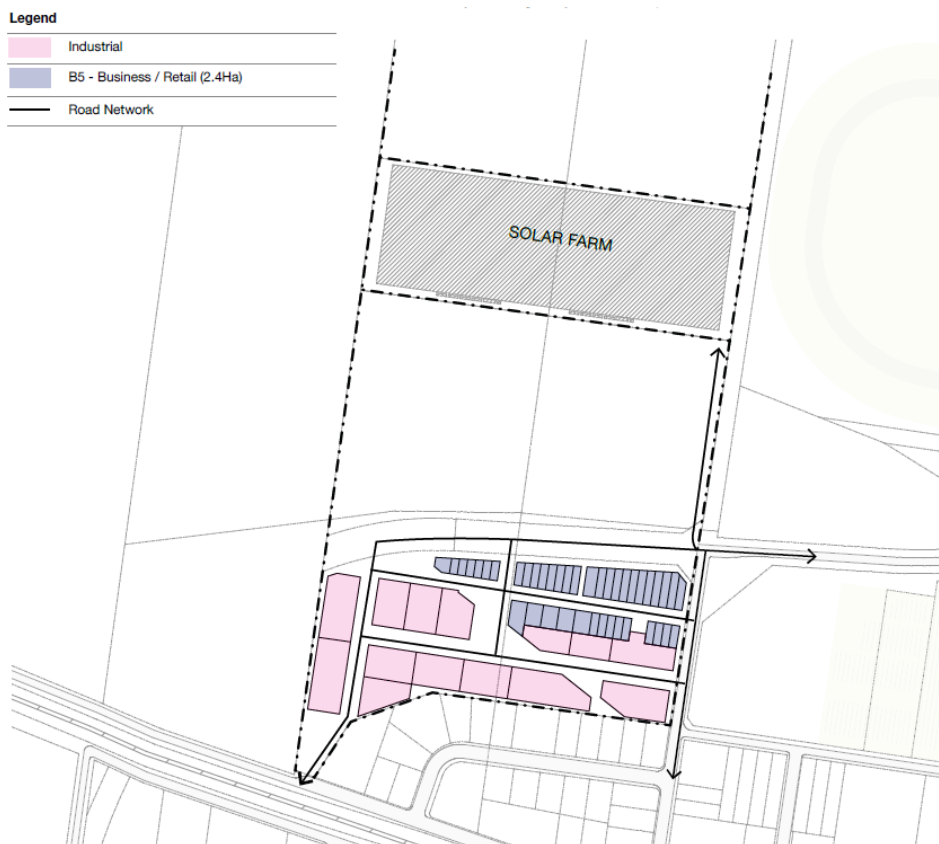 Legend
Industrial
B5 - Business / Retail (2.4Ha)
Road Network
SOLAR FARM